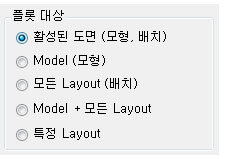 플롯 대상
활성된 도면 (모형, 배치)
Model (모형)
모든 Layout (배치)
Model + 모든 Layout
특정 Layout